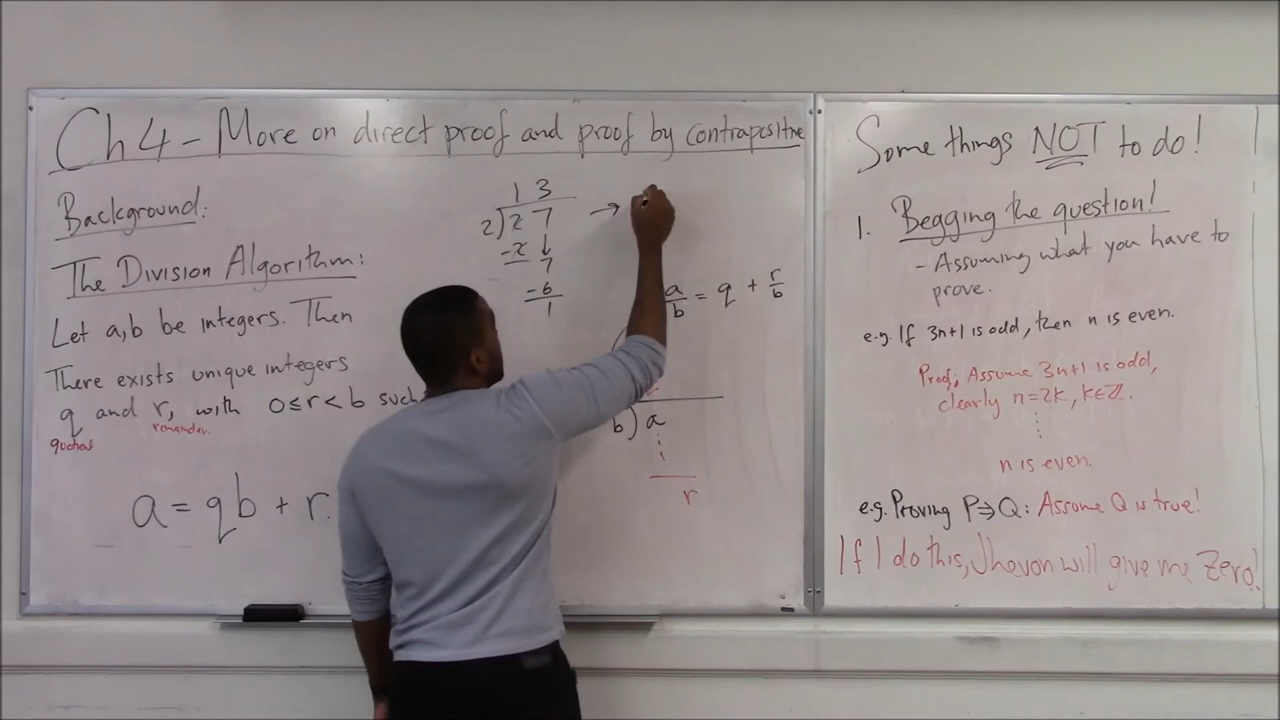 Ch 4 - More on direct proof and proof by contrapositive
Background:
The Division Algorithm:
Let a,b be integers. Then
There exists unique integers
q and r, with 0≤r<b such
quotient
remainder.
a = qb + r.
13
2)27
-2↓
7
-6
1
→
a/b = q + r/b
b)a
⋮
r
Some things NOT to do!
1. Begging the question!
- Assuming what you have to
prove.
e.g. If 3n+1 is odd, then n is even.
Proof: Assume 3n+1 is odd,
clearly n=2k, k∈ℤ.
⋮
n is even.
e.g. Proving P⇒Q: Assume Q is true!
If I do this, Jhevon will give me Zero!